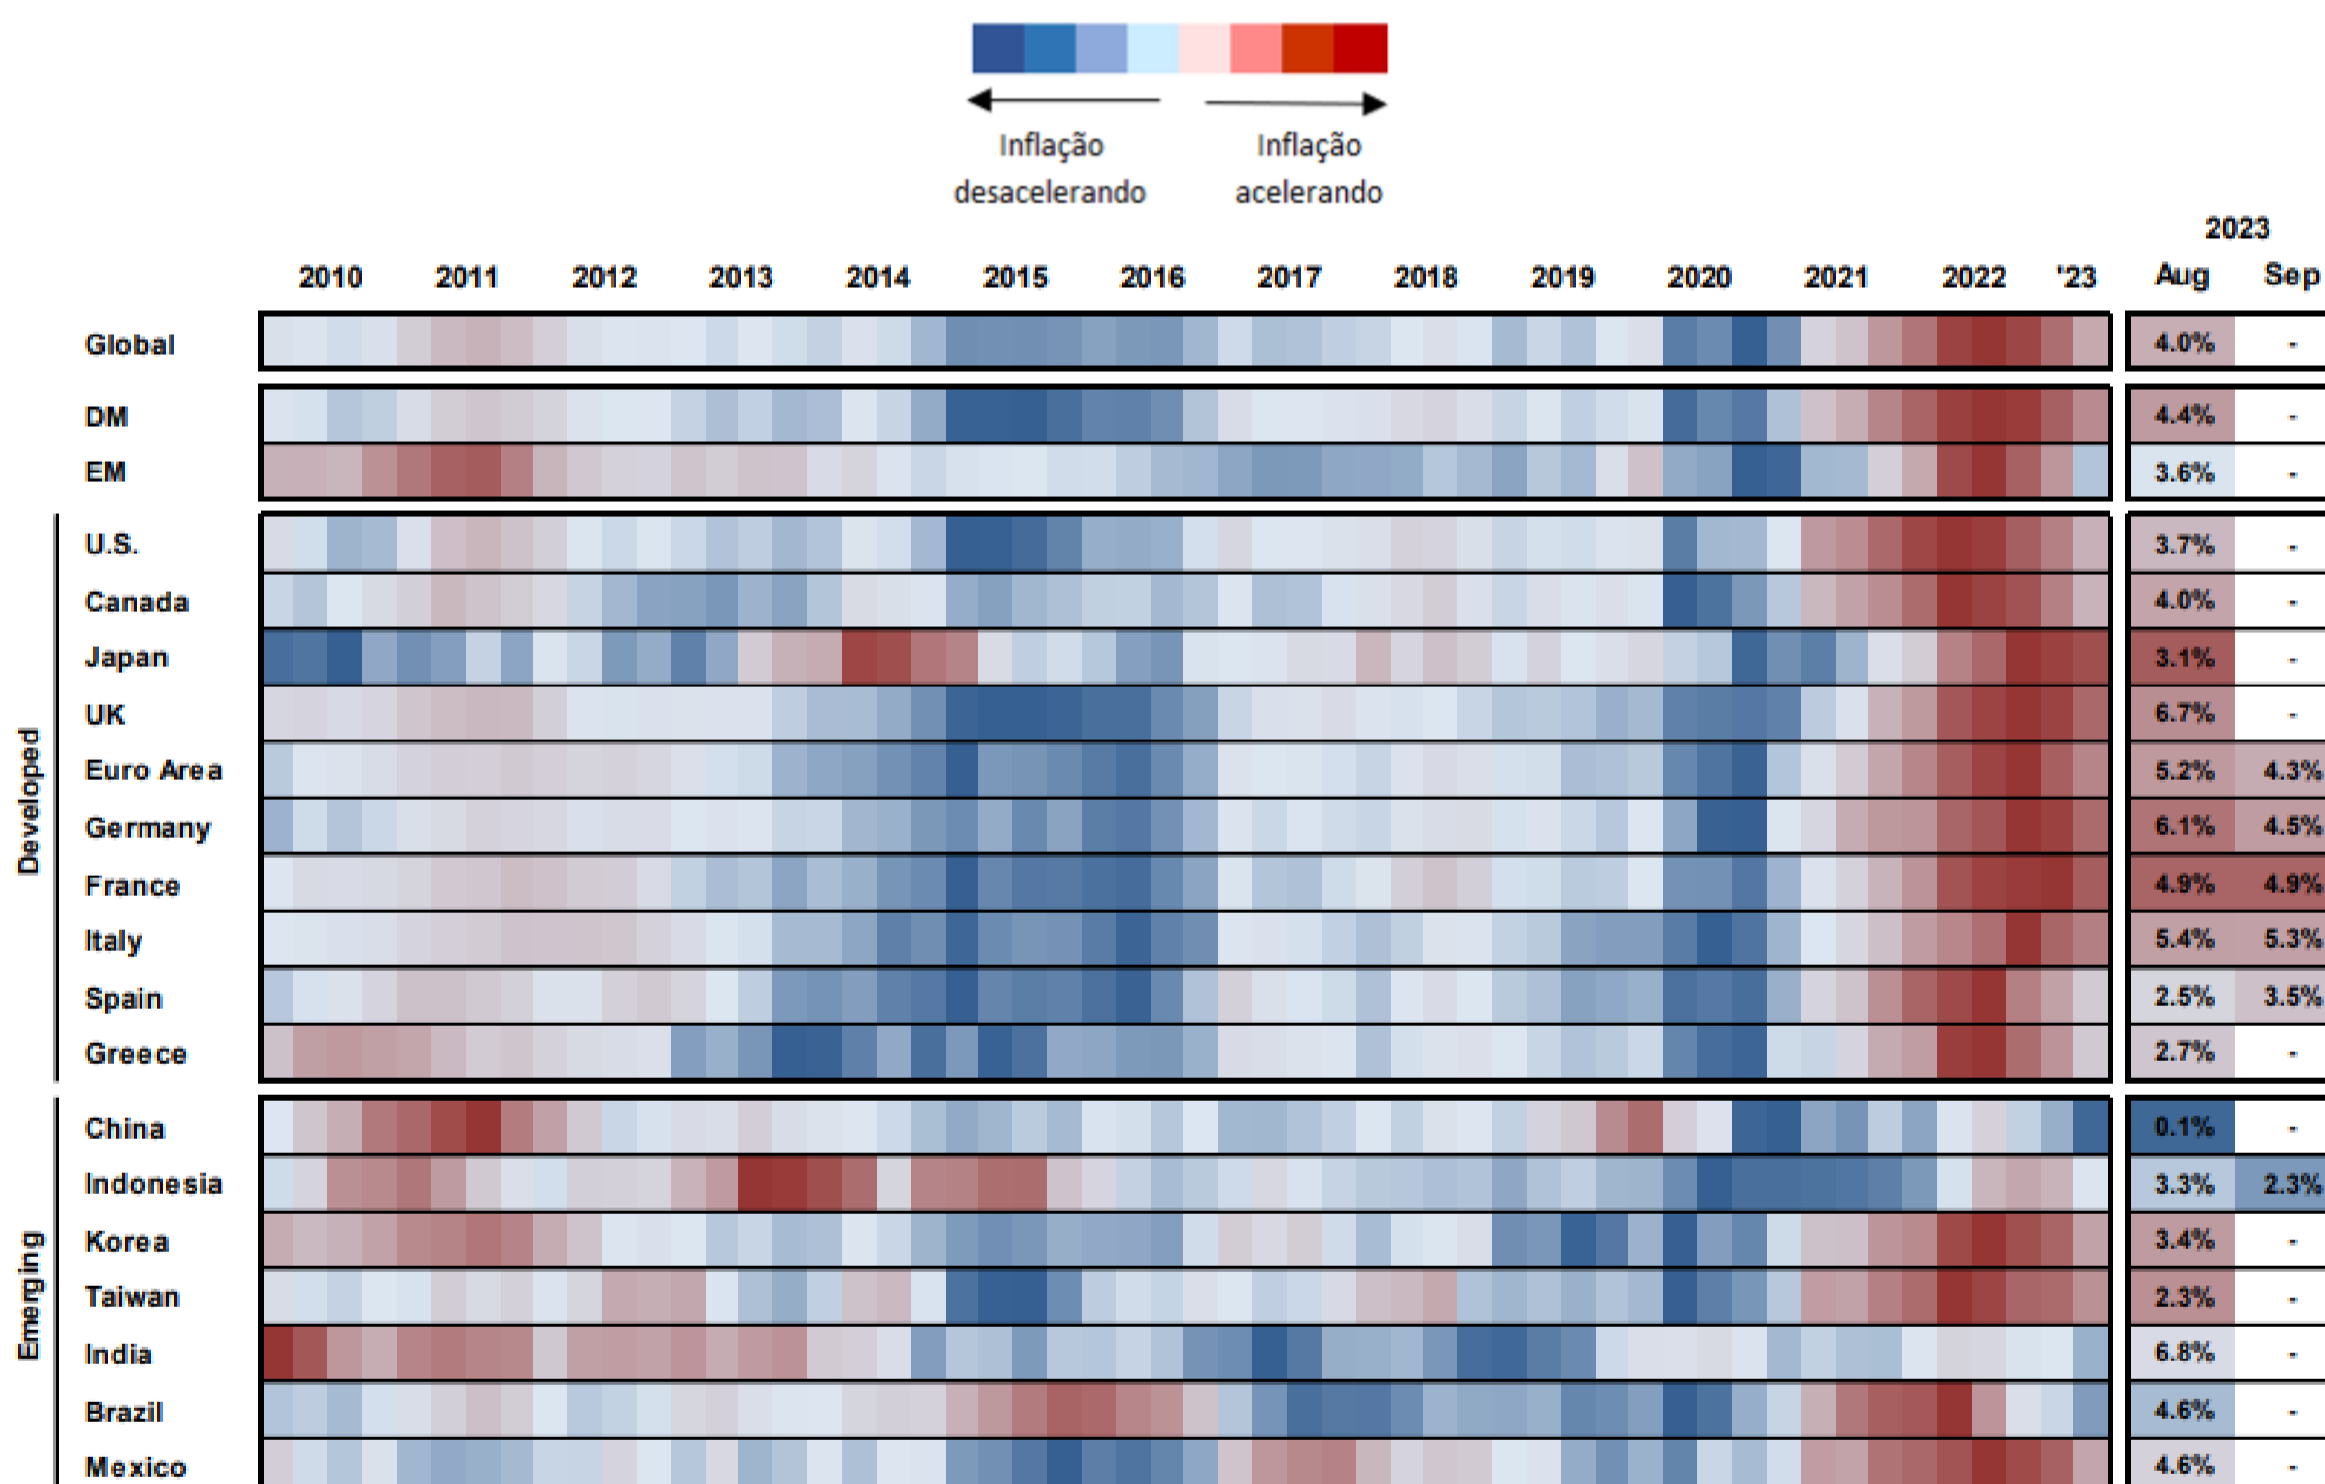 Inflação desacelerando
Inflação acelerando
2023
2010 2011 2012 2013 2014 2015 2016 2017 2018 2019 2020 2021 2022 '23 Aug Sep
Global 4.0% -
DM 4.4% -
EM 3.6% -
Developed
U.S. 3.7% -
Canada 4.0% -
Japan 3.1% -
UK 6.7% -
Euro Area 5.2% 4.3%
Germany 6.1% 4.5%
France 4.9% 4.9%
Italy 5.4% 5.3%
Spain 2.5% 3.5%
Greece 2.7% -
Emerging
China 0.1% -
Indonesia 3.3% 2.3%
Korea 3.4% -
Taiwan 2.3% -
India 6.8% -
Brazil 4.6% -
Mexico 4.6% -